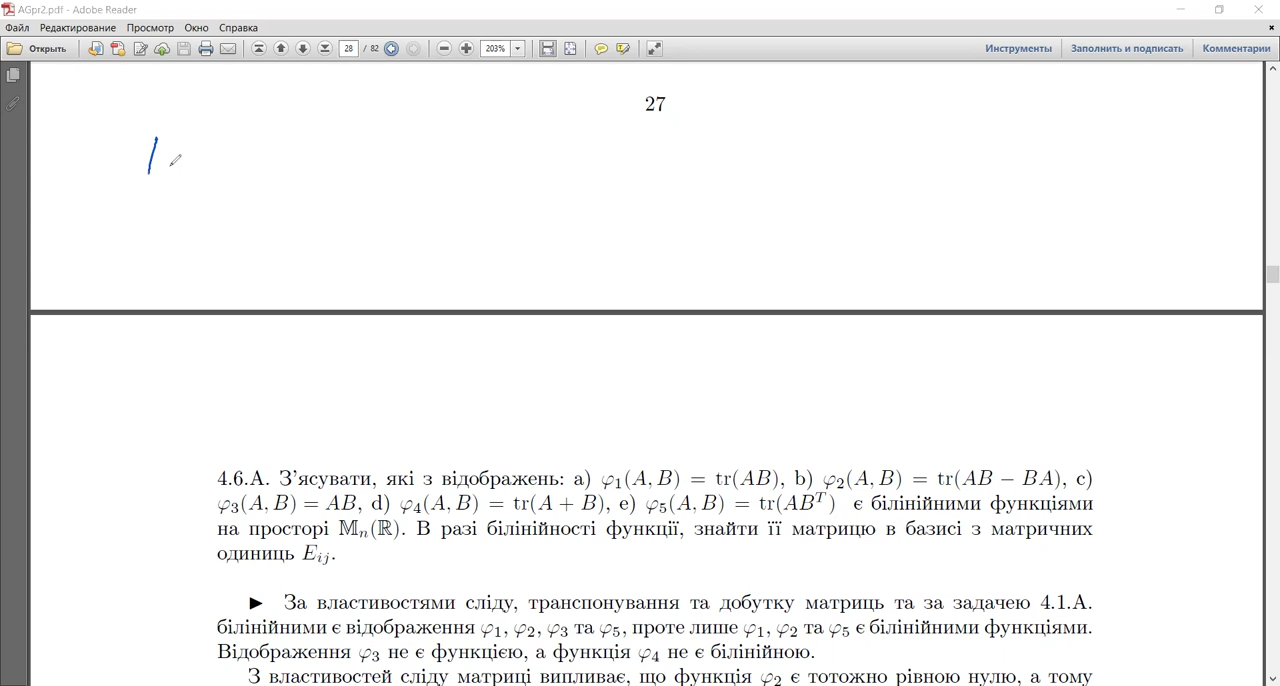 AGpr2.pdf - Adobe Reader
Файл Редактирование Просмотр Окно Справка
Открыть 28 / 82 203% Инструменты Заполнить и подписать Комментарии
27
4.6.A. З'ясувати, які з відображень: a) φ₁(A, B) = tr(AB), b) φ₂(A, B) = tr(AB − BA), c)
φ₃(A, B) = AB, d) φ₄(A, B) = tr(A + B), e) φ₅(A, B) = tr(ABᵀ) є білінійними функціями
на просторі 𝕄ₙ(ℝ). В разі білінійності функції, знайти її матрицю в базисі з матричних
одиниць Eᵢⱼ.
► За властивостями сліду, транспонування та добутку матриць та за задачею 4.1.A.
білінійними є відображення φ₁, φ₂, φ₃ та φ₅, проте лише φ₁, φ₂ та φ₅ є білінійними функціями.
Відображення φ₃ не є функцією, а функція φ₄ не є білінійною.
З властивостей сліду матриці випливає, що функція φ₂ є тотожно рівною нулю, а тому